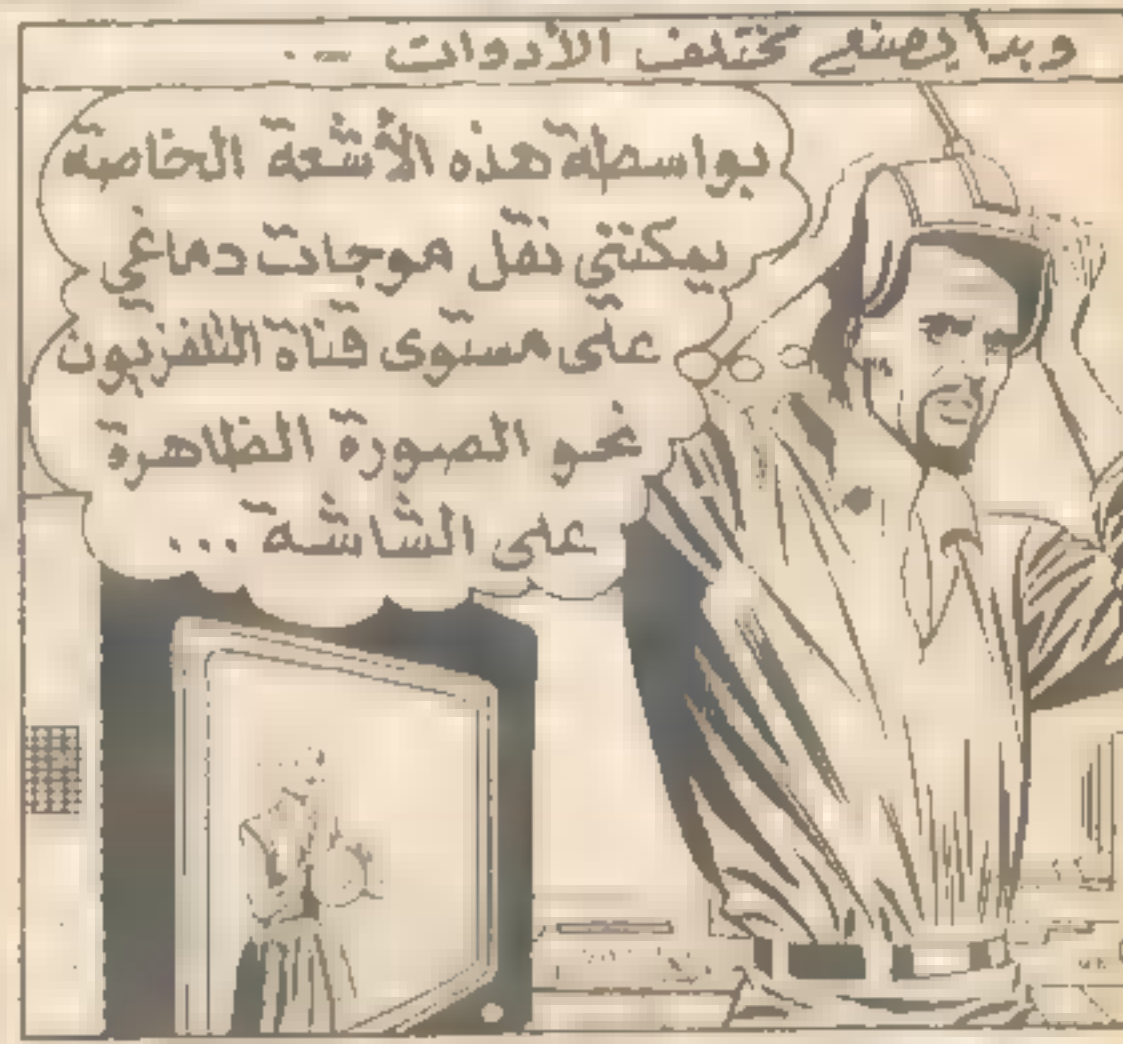 وبدأ يصنع مختلف الأدوات --
بواسطة هذه الأشعة الخاصة
يمكنني نقل موجات دماغي
على مستوى قناة التلفزيون
نحو الصورة الظاهرة
على الشاشة ...